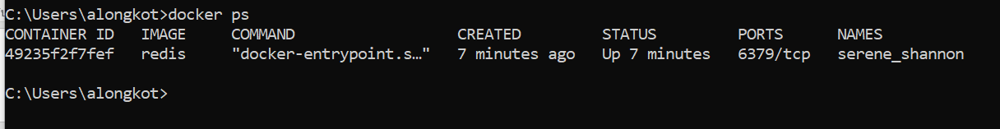 C:\Users\alongkot>docker ps
CONTAINER ID   IMAGE     COMMAND                  CREATED         STATUS         PORTS      NAMES
49235f2f7fef   redis     "docker-entrypoint.s…"   7 minutes ago   Up 7 minutes   6379/tcp   serene_shannon
C:\Users\alongkot>